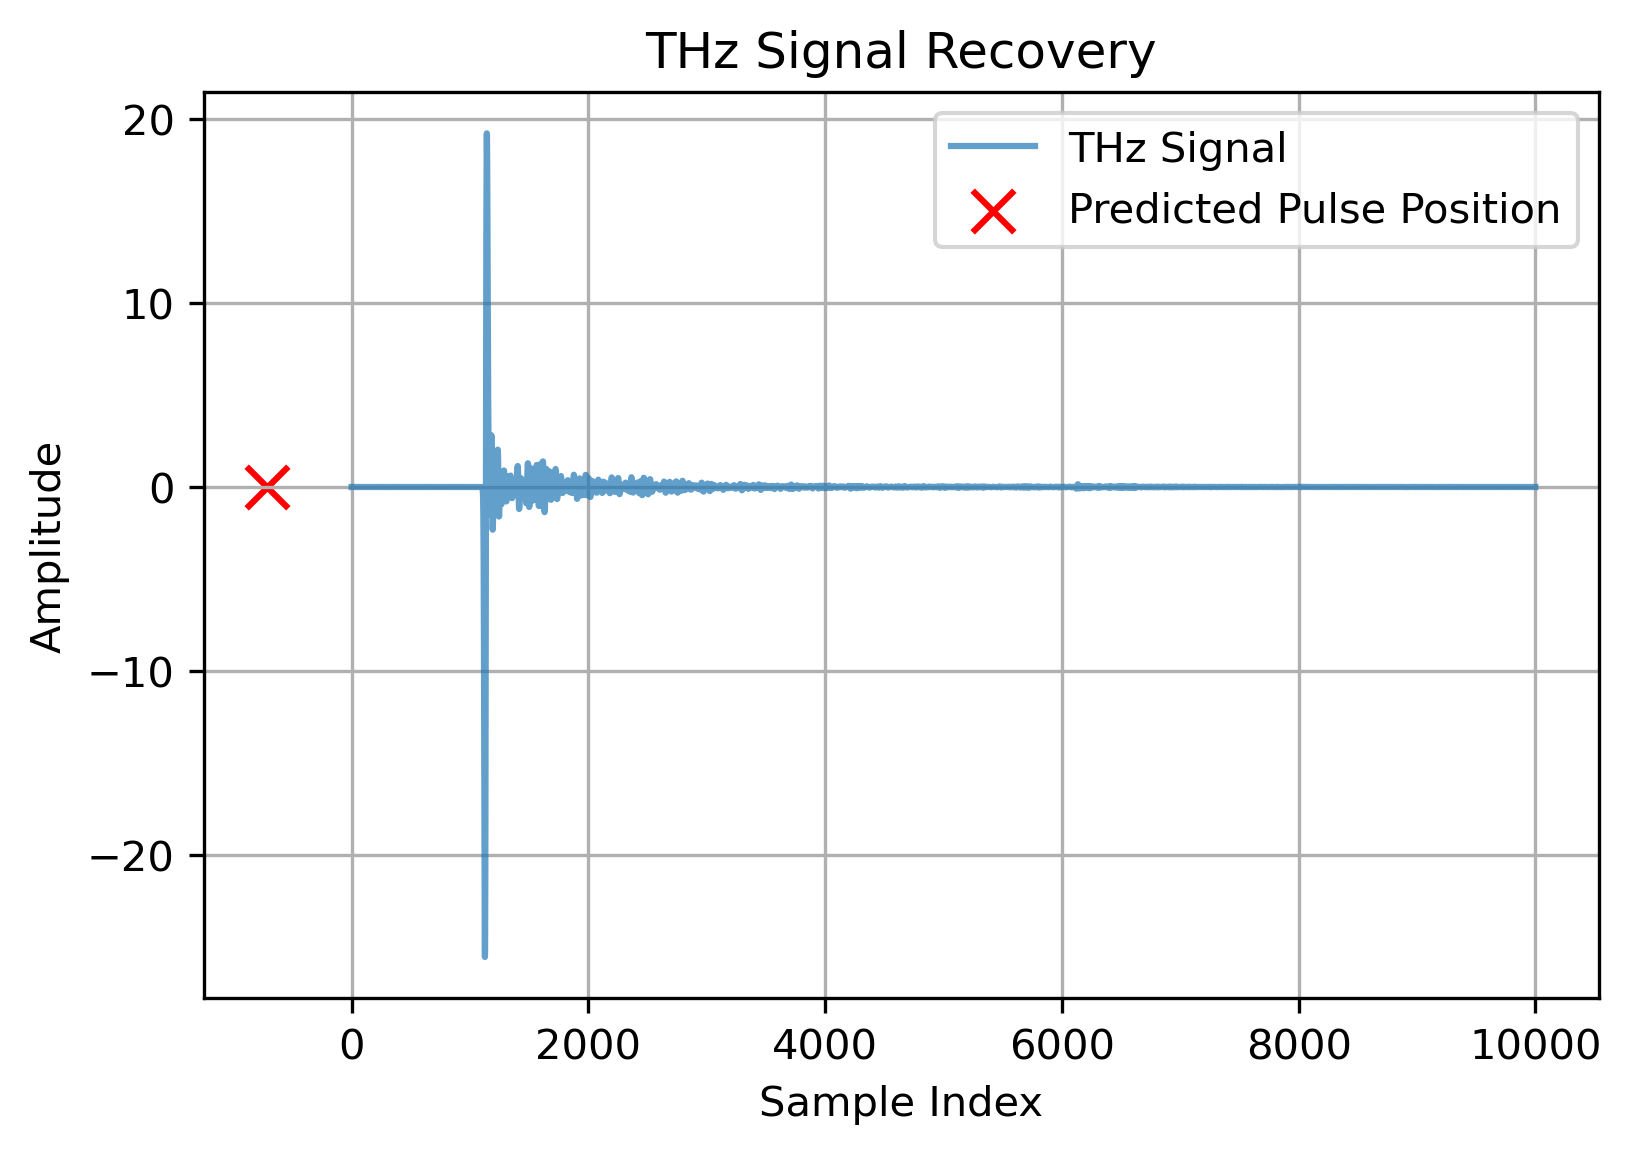 THz Signal Recovery
THz Signal
Predicted Pulse Position
20
10
0
−10
−20
Amplitude
0 2000 4000 6000 8000 10000
Sample Index